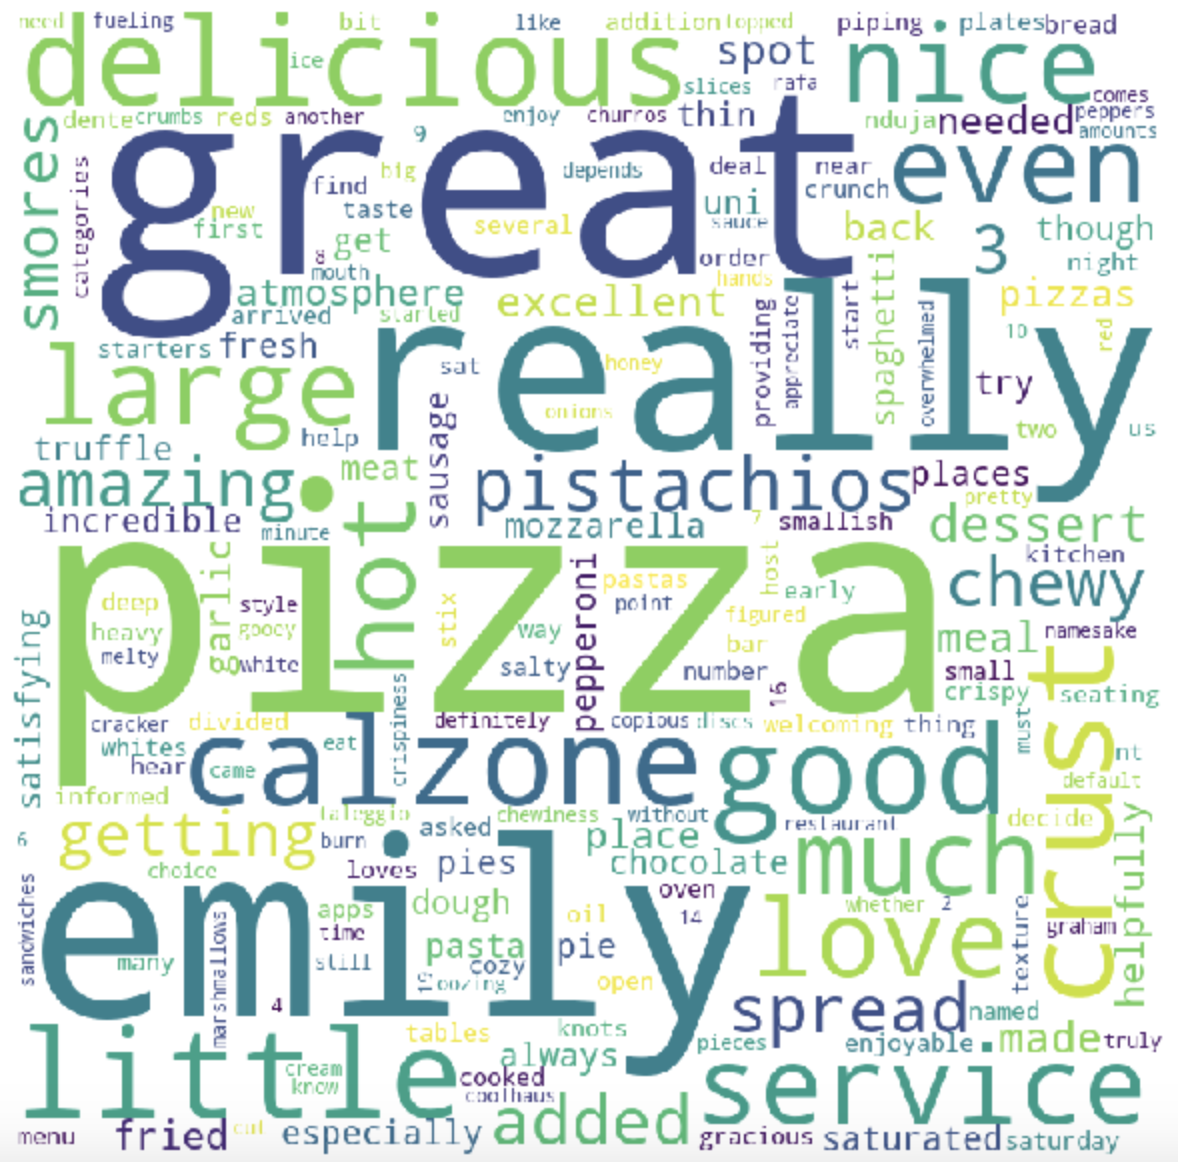 need fueling bit like addition topped piping plates bread
delicious spot nice
ice slices rafa comes
dente crumbs reds another enjoy churros thin nduja needed peppers
amounts
smores great 9 even
categories find big depends deal near
crunch
new taste several uni sauce back 3 though
first get order night
8 mouth hands
atmosphere excellent pizzas
arrived started providing appreciate start spaghetti overwhelmed 10 red
starters fresh really
large sat honey try
onions
truffle help two us
amazing meat sausage pistachios places
pretty
incredible minute hot mozzarella 7 smallish dessert
kitchen
pizza chewy
deep garlic style stix pastas host early
heavy goocy way point figured meal namesake
melty white salty pepperoni number bar small
15 crispy seating
cracker divided definitely copious discs welcoming thing must crust
satisfying whites calzone good nt
hear came eat crispiness default
informed taleggio chewiness without restaurant decide
6 getting burn asked place much helpfully
choice loves pies chocolate
sandwiches emily dough oven whether 2
apps oil 14 love texture graham
time pasta pie
many marshmallows still cozy open
4 oozing spread named
little tables knots pieces enjoyable made truly
cream always service
know cooked
coolhaus
menu fried cut especially added gracious saturated saturday